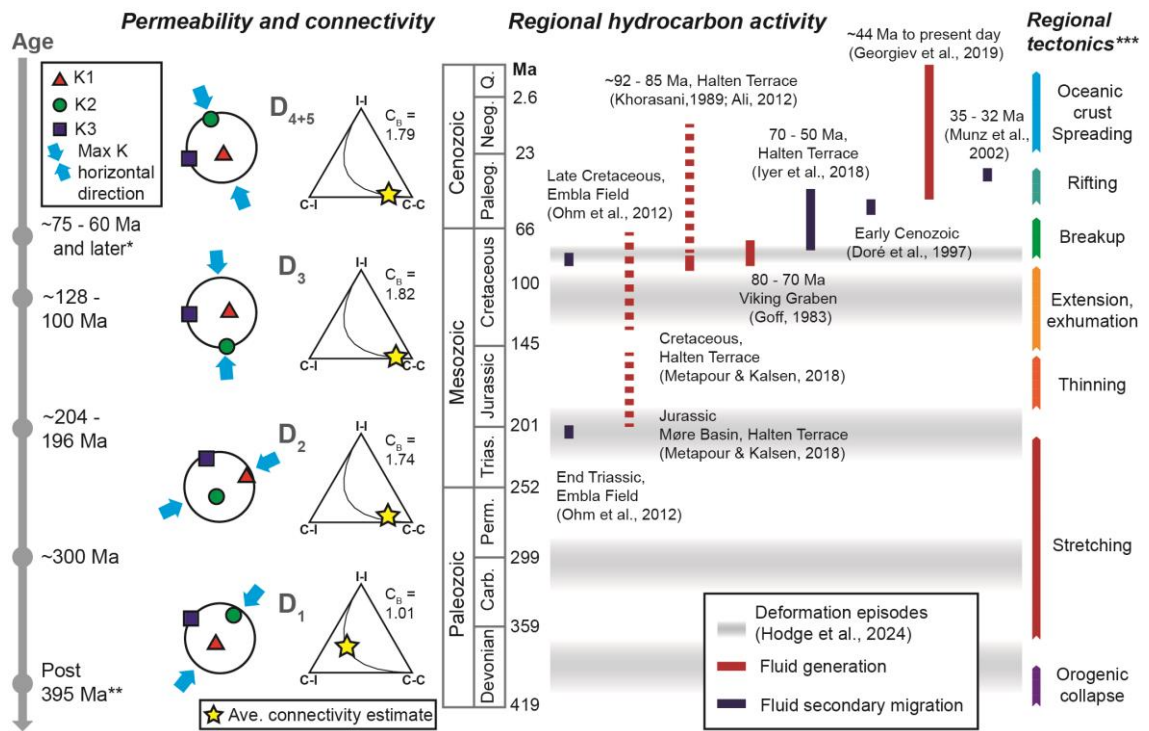 Permeability and connectivity
Regional hydrocarbon activity
Regional
tectonics***
Age
K1
K2
K3
Max K
horizontal
direction
D4+5
I-I
CB =
1.79
C-I
C-C
~75 - 60 Ma
and later*
D3
I-I
CB =
1.82
C-I
C-C
~128 -
100 Ma
~204 -
196 Ma
D2
I-I
CB =
1.74
C-I
C-C
~300 Ma
D1
I-I
CB =
1.01
C-I
C-C
Post
395 Ma**
Ave. connectivity estimate
Cenozoic
Mesozoic
Paleozoic
Q.
Neog.
Paleog.
Cretaceous
Jurassic
Trias.
Perm.
Carb.
Devonian
Ma
2.6
23
66
100
145
201
252
299
359
419
~44 Ma to present day
(Georgiev et al., 2019)
~92 - 85 Ma, Halten Terrace
(Khorasani,1989; Ali, 2012)
35 - 32 Ma
(Munz et al.,
2002)
70 - 50 Ma,
Halten Terrace
(Iyer et al., 2018)
Late Cretaceous,
Embla Field
(Ohm et al., 2012)
Early Cenozoic
(Doré et al., 1997)
80 - 70 Ma
Viking Graben
(Goff, 1983)
Cretaceous,
Halten Terrace
(Metapour & Kalsen, 2018)
Jurassic
Møre Basin, Halten Terrace
(Metapour & Kalsen, 2018)
End Triassic,
Embla Field
(Ohm et al., 2012)
Deformation episodes
(Hodge et al., 2024)
Fluid generation
Fluid secondary migration
Oceanic
crust
Spreading
Rifting
Breakup
Extension,
exhumation
Thinning
Stretching
Orogenic
collapse